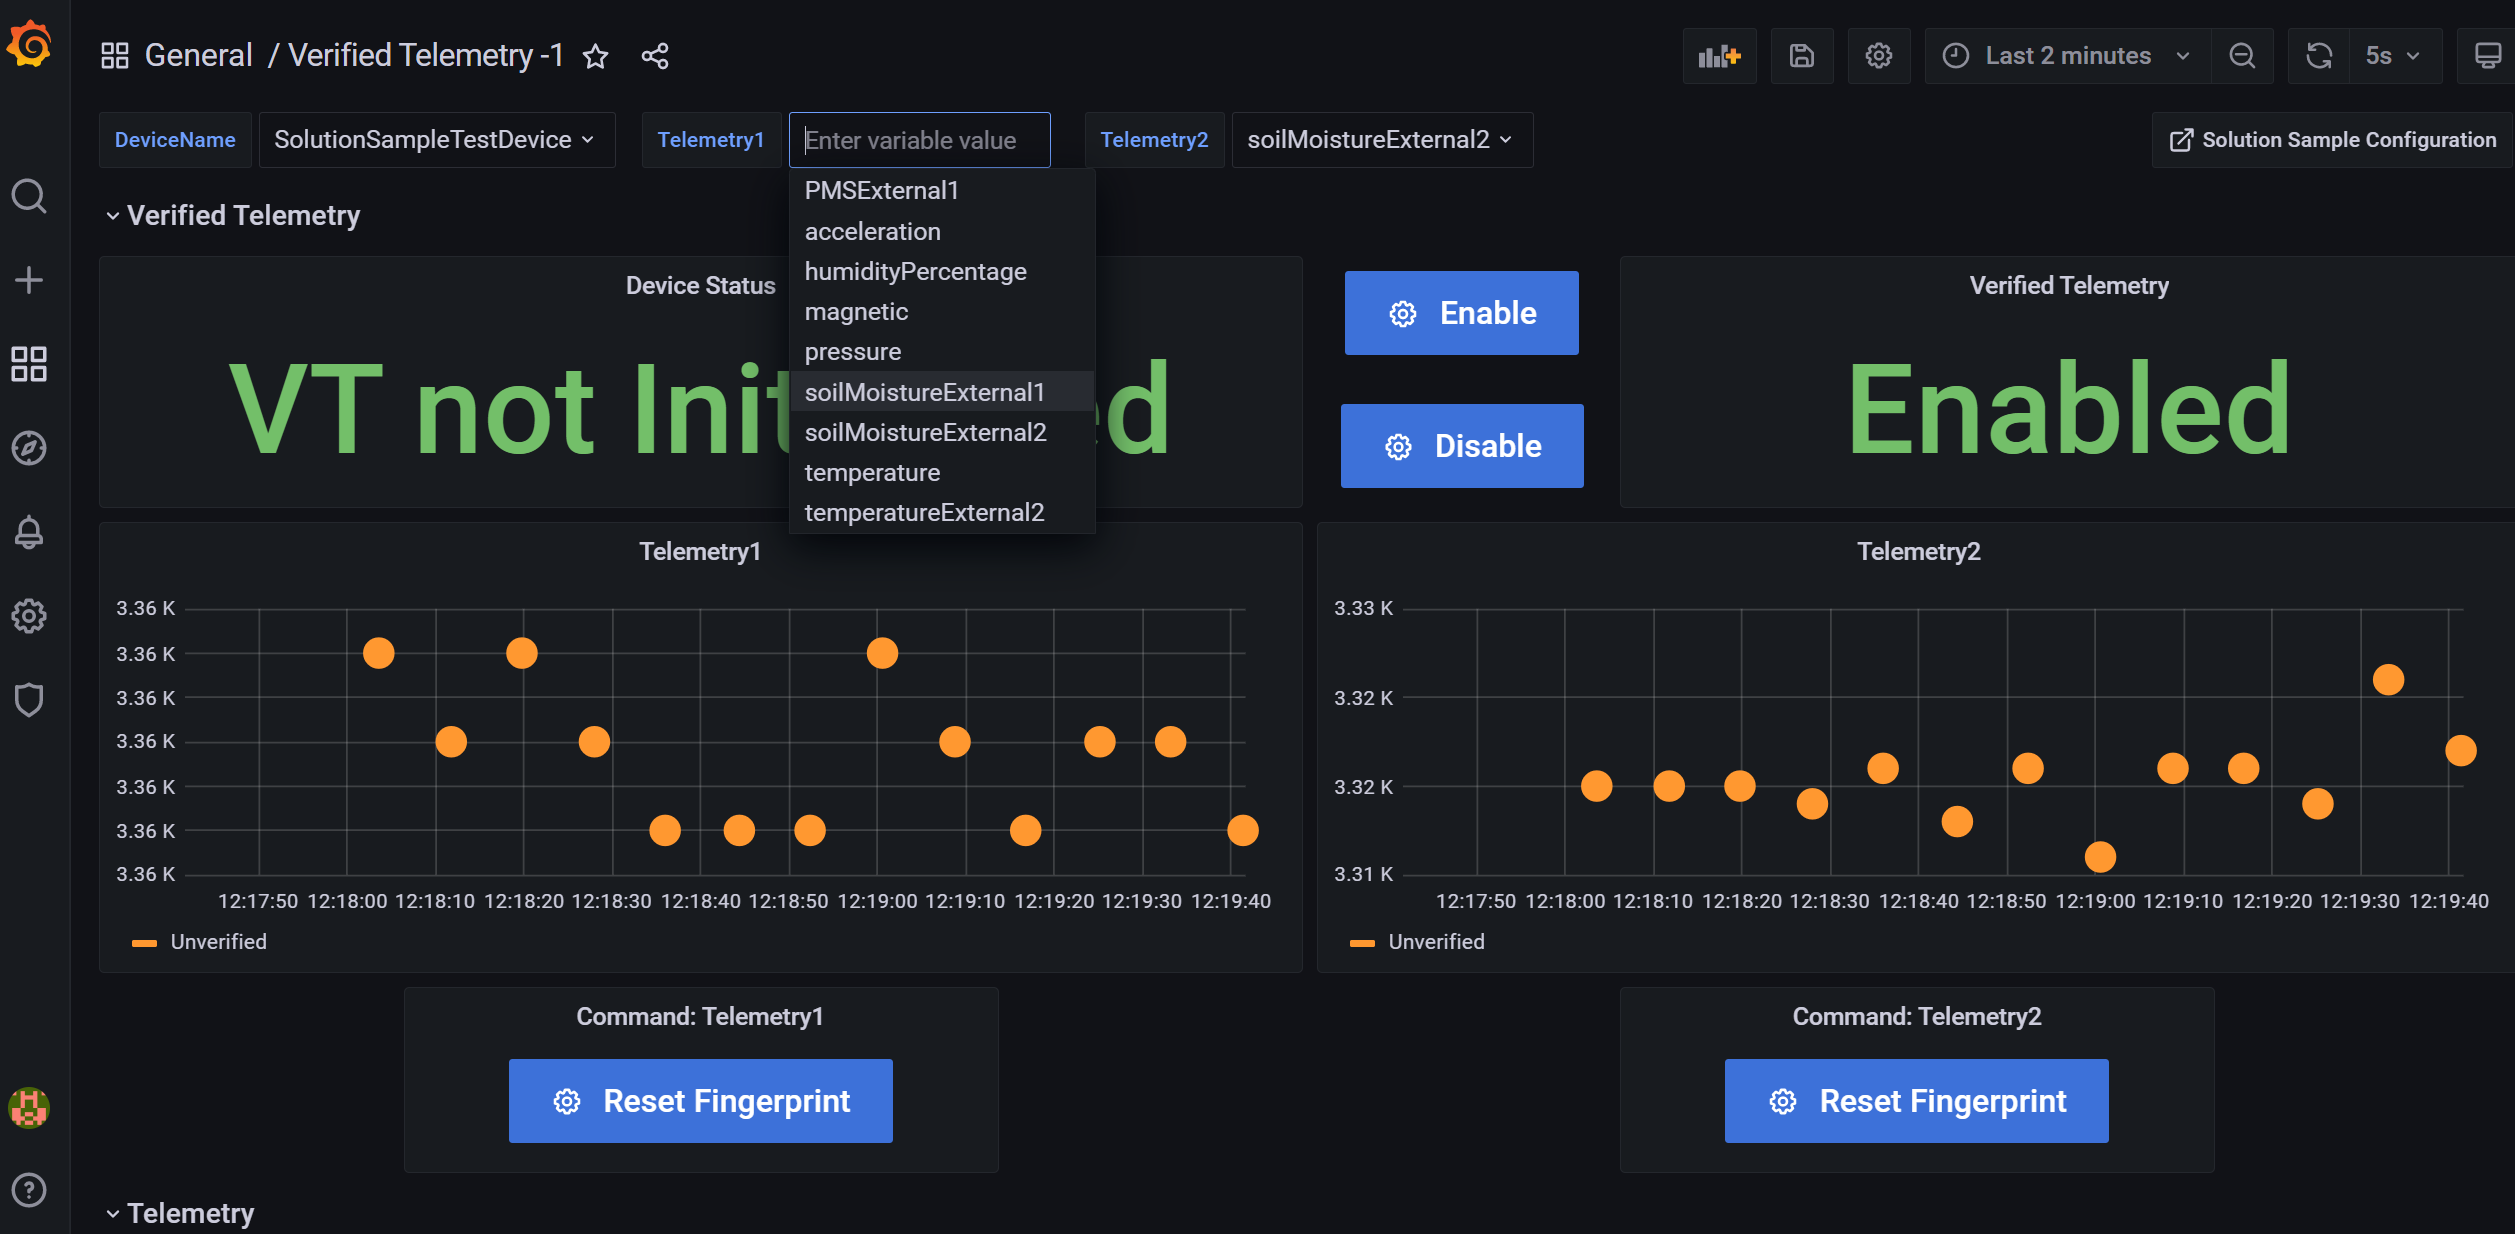 General / Verified Telemetry -1
Last 2 minutes
5s
DeviceName SolutionSampleTestDevice Telemetry1 Enter variable value Telemetry2 soilMoistureExternal2 Solution Sample Configuration
PMSExternal1
acceleration
humidityPercentage
magnetic
pressure
soilMoistureExternal1
soilMoistureExternal2
temperature
temperatureExternal2
Verified Telemetry
Device Status
VT not Init
ed
Enable
Disable
Verified Telemetry
Enabled
Telemetry1
3.36 K
3.36 K
3.36 K
3.36 K
3.36 K
3.36 K
3.36 K
12:17:50 12:18:00 12:18:10 12:18:20 12:18:30 12:18:40 12:18:50 12:19:00 12:19:10 12:19:20 12:19:30 12:19:40
Unverified
Telemetry2
3.33 K
3.32 K
3.32 K
3.31 K
12:17:50 12:18:00 12:18:10 12:18:20 12:18:30 12:18:40 12:18:50 12:19:00 12:19:10 12:19:20 12:19:30 12:19:40
Unverified
Command: Telemetry1
Reset Fingerprint
Command: Telemetry2
Reset Fingerprint
Telemetry